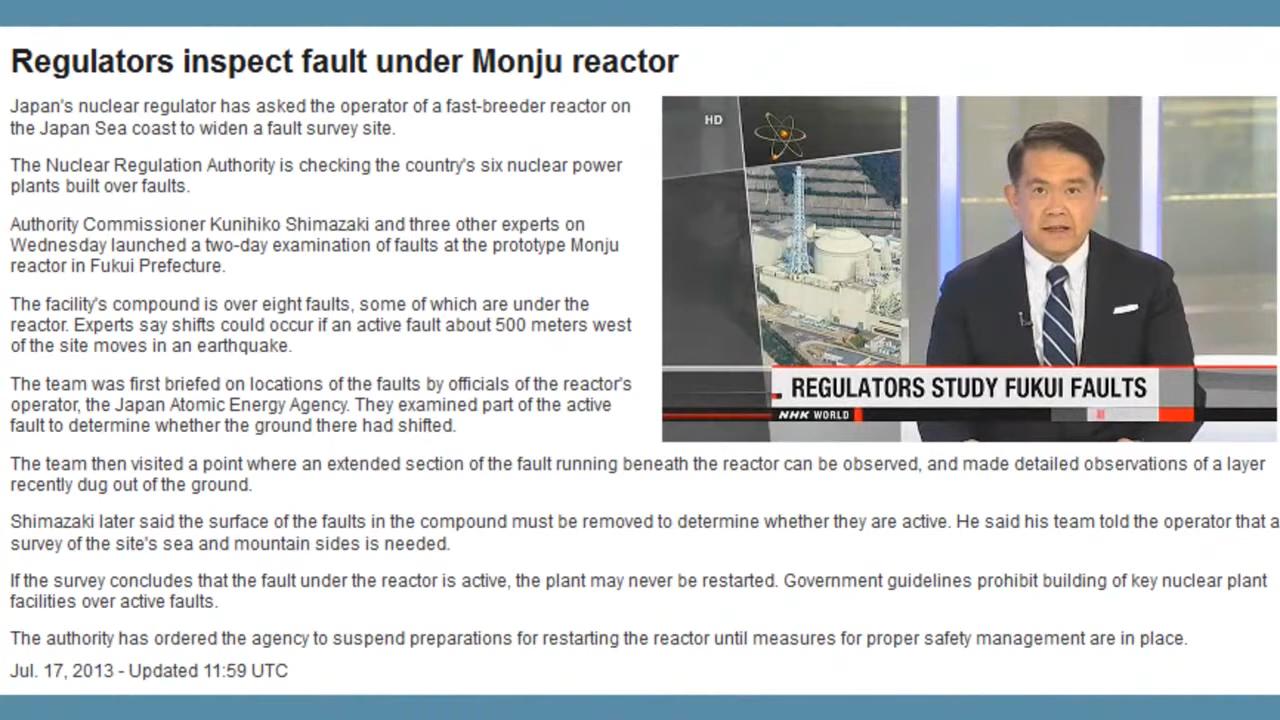 Regulators inspect fault under Monju reactor
Japan's nuclear regulator has asked the operator of a fast-breeder reactor on
the Japan Sea coast to widen a fault survey site.
The Nuclear Regulation Authority is checking the country's six nuclear power
plants built over faults.
Authority Commissioner Kunihiko Shimazaki and three other experts on
Wednesday launched a two-day examination of faults at the prototype Monju
reactor in Fukui Prefecture.
The facility's compound is over eight faults, some of which are under the
reactor. Experts say shifts could occur if an active fault about 500 meters west
of the site moves in an earthquake.
The team was first briefed on locations of the faults by officials of the reactor's
operator, the Japan Atomic Energy Agency. They examined part of the active
fault to determine whether the ground there had shifted.
HD
REGULATORS STUDY FUKUI FAULTS
NHK WORLD
The team then visited a point where an extended section of the fault running beneath the reactor can be observed, and made detailed observations of a layer
recently dug out of the ground.
Shimazaki later said the surface of the faults in the compound must be removed to determine whether they are active. He said his team told the operator that a
survey of the site's sea and mountain sides is needed.
If the survey concludes that the fault under the reactor is active, the plant may never be restarted. Government guidelines prohibit building of key nuclear plant
facilities over active faults.
The authority has ordered the agency to suspend preparations for restarting the reactor until measures for proper safety management are in place.
Jul. 17, 2013 - Updated 11:59 UTC